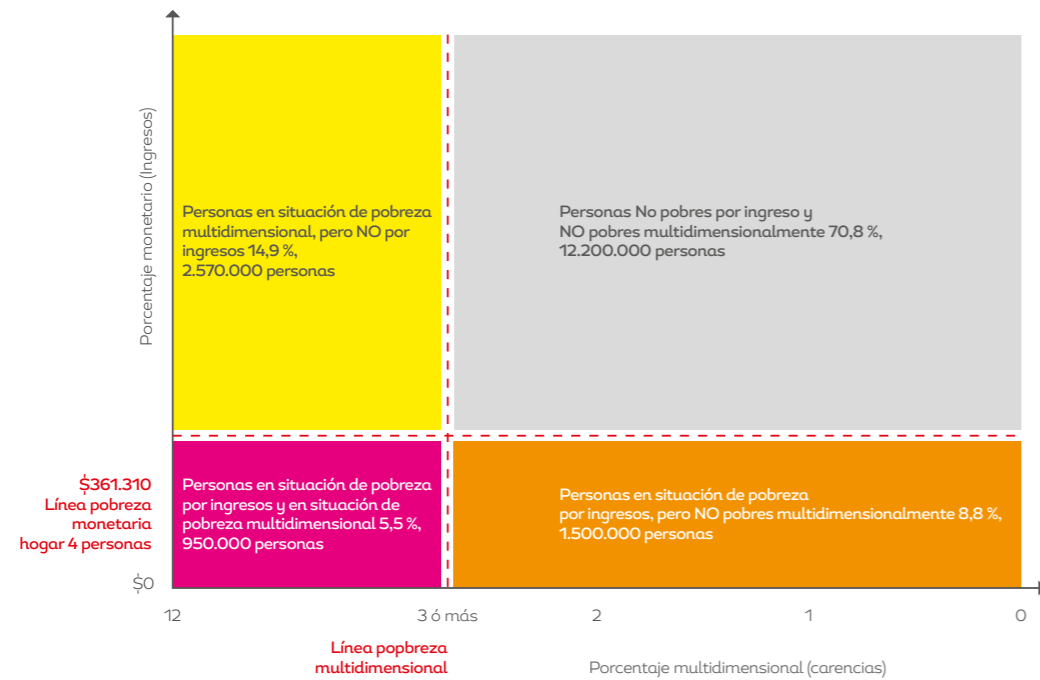 Porcentaje monetario (Ingresos)
Personas en situación de pobreza
multidimensional, pero NO por
ingresos 14,9 %,
2.570.000 personas
Personas No pobres por ingreso y
NO pobres multidimensionalmente 70,8 %,
12.200.000 personas
$361.310
Línea pobreza
monetaria
hogar 4 personas
Personas en situación de pobreza
por ingresos y en situación de
pobreza multidimensional 5,5 %,
950.000 personas
Personas en situación de pobreza
por ingresos, pero NO pobres multidimensionalmente 8,8 %,
1.500.000 personas
$0
12
3 ó más
2
1
0
Línea popbreza
multidimensional
Porcentaje multidimensional (carencias)